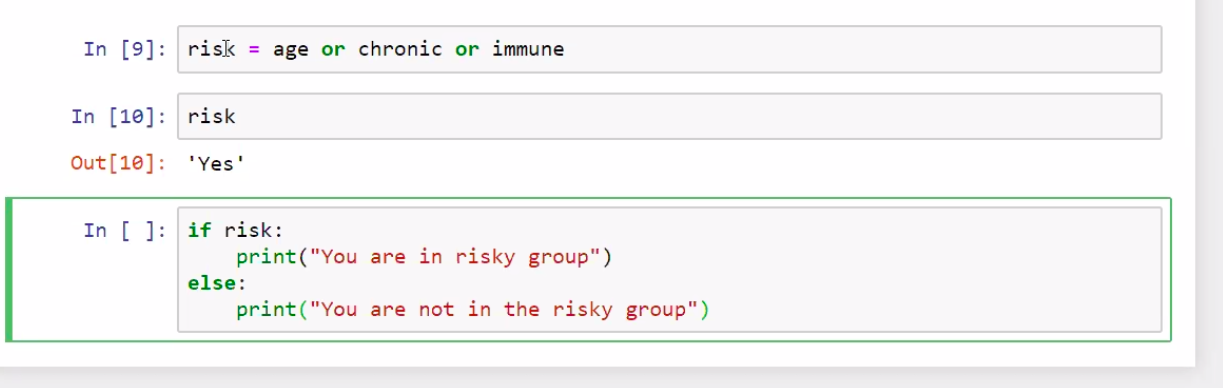 In [9]: risk = age or chronic or immune
In [10]: risk
Out[10]: 'Yes'
In [ ]: if risk:
    print("You are in risky group")
else:
    print("You are not in the risky group")